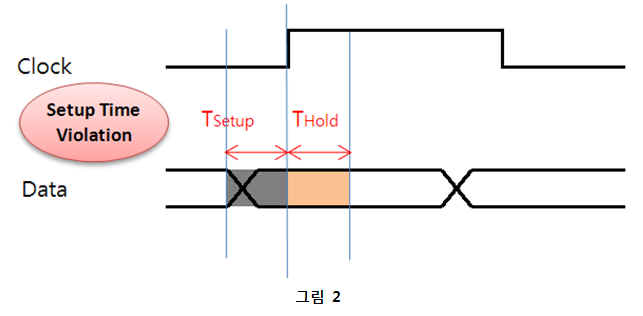 Clock
Setup Time
Violation
TSetup
THold
Data
그림 2